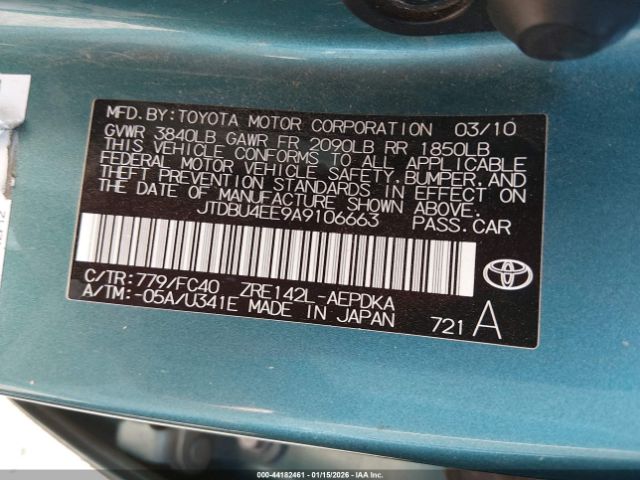 MFD. BY: TOYOTA MOTOR CORPORATION 03/10
GVWR 3840LB GAWR FR 2090LB RR 1850LB
THIS VEHICLE CONFORMS TO ALL APPLICABLE
FEDERAL MOTOR VEHICLE SAFETY, BUMPER, AND
THEFT PREVENTION STANDARDS IN EFFECT ON
THE DATE OF MANUFACTURE SHOWN ABOVE.
JTDBU4EE9A9106663 PASS. CAR
C/TR: 779/FC40 ZRE142L-AEPDKA
A/TM: -05A/U341E MADE IN JAPAN 721 A
TOYOTA
000-44182461 - 01/15/2026 - IAAI